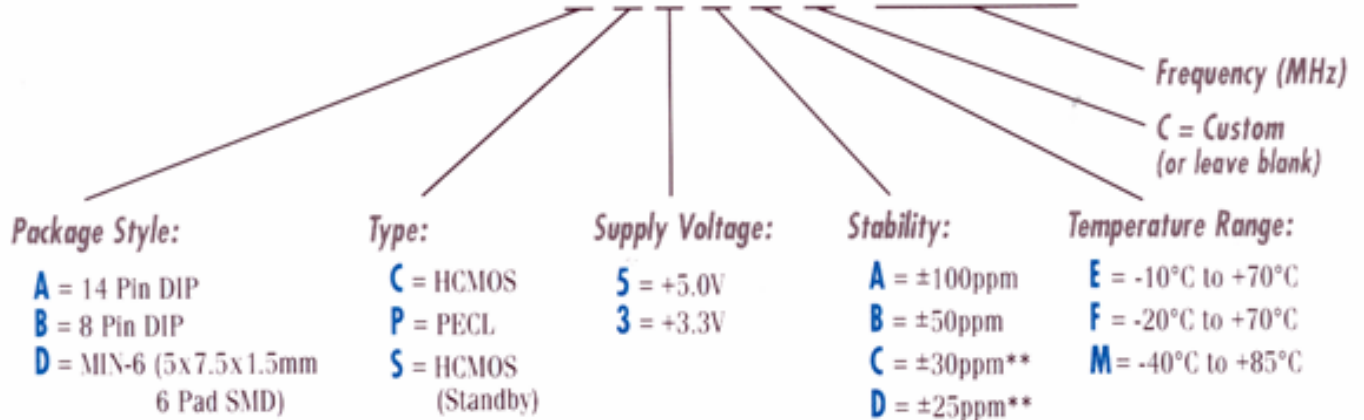 Frequency (MHz)
C = Custom
(or leave blank)
Package Style:
A = 14 Pin DIP
B = 8 Pin DIP
D = MIN-6 (5x7.5x1.5mm
6 Pad SMD)
Type:
C = HCMOS
P = PECL
S = HCMOS
(Standby)
Supply Voltage:
5 = +5.0V
3 = +3.3V
Stability:
A = ±100ppm
B = ±50ppm
C = ±30ppm**
D = ±25ppm**
Temperature Range:
E = -10°C to +70°C
F = -20°C to +70°C
M = -40°C to +85°C